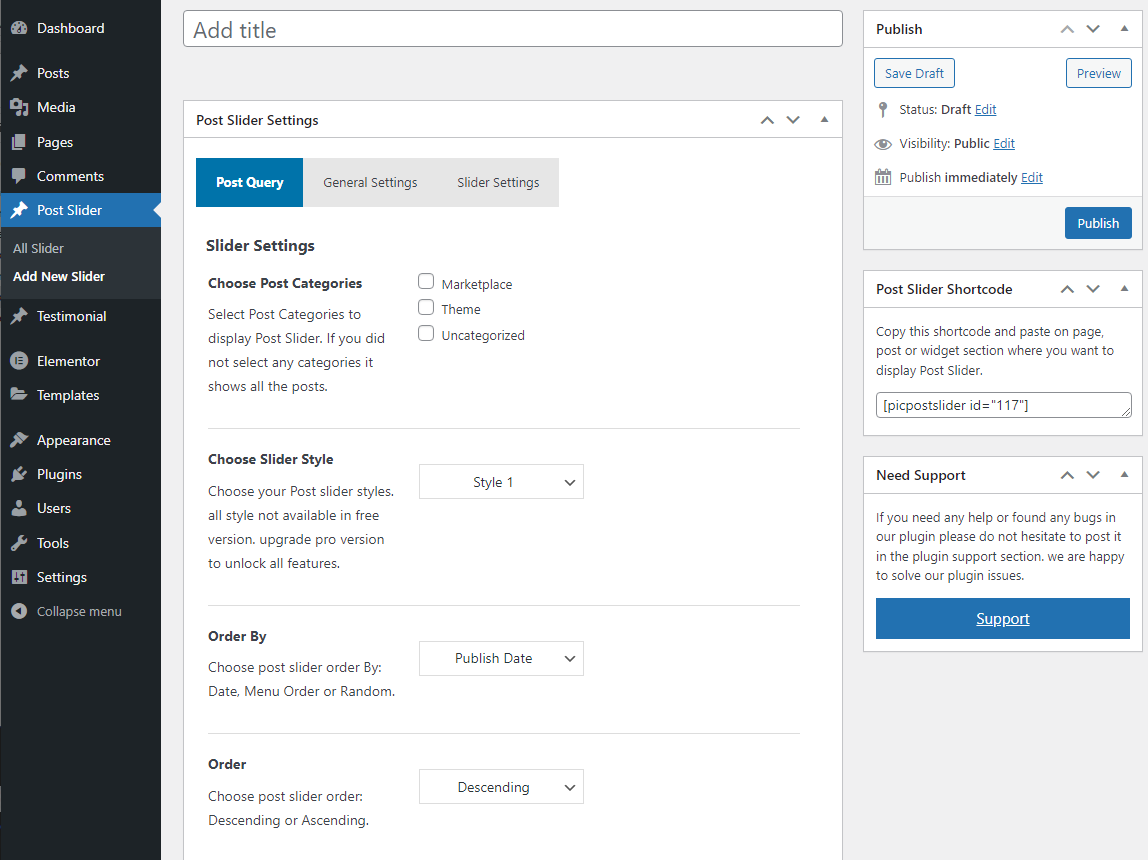 Dashboard
Posts
Media
Pages
Comments
Post Slider
All Slider
Add New Slider
Testimonial
Elementor
Templates
Appearance
Plugins
Users
Tools
Settings
Collapse menu
Add title
Post Slider Settings
Post Query General Settings Slider Settings
Slider Settings
Choose Post Categories
Select Post Categories to
display Post Slider. If you did
not select any categories it
shows all the posts.
Marketplace
Theme
Uncategorized
Choose Slider Style
Choose your Post slider styles.
all style not available in free
version. upgrade pro version
to unlock all features.
Style 1
Order By
Choose post slider order By:
Date, Menu Order or Random.
Publish Date
Order
Choose post slider order:
Descending or Ascending.
Descending
Publish
Save Draft Preview
Status: Draft Edit
Visibility: Public Edit
Publish immediately Edit
Publish
Post Slider Shortcode
Copy this shortcode and paste on page,
post or widget section where you want to
display Post Slider.
[picpostslider id="117"]
Need Support
If you need any help or found any bugs in
our plugin please do not hesitate to post it
in the plugin support section. we are happy
to solve our plugin issues.
Support